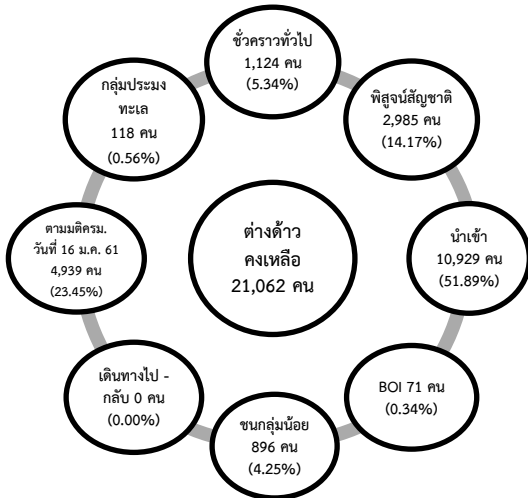 ชั่วคราวทั่วไป
1,124 คน
(5.34%)
พิสูจน์สัญชาติ
2,985 คน
(14.17%)
นำเข้า
10,929 คน
(51.89%)
BOI 71 คน
(0.34%)
ชนกลุ่มน้อย
896 คน
(4.25%)
เดินทางไป -
กลับ 0 คน
(0.00%)
ตามมติครม.
วันที่ 16 ม.ค. 61
4,939 คน
(23.45%)
กลุ่มประมง
ทะเล
118 คน
(0.56%)
ต่างด้าว
คงเหลือ
21,062 คน